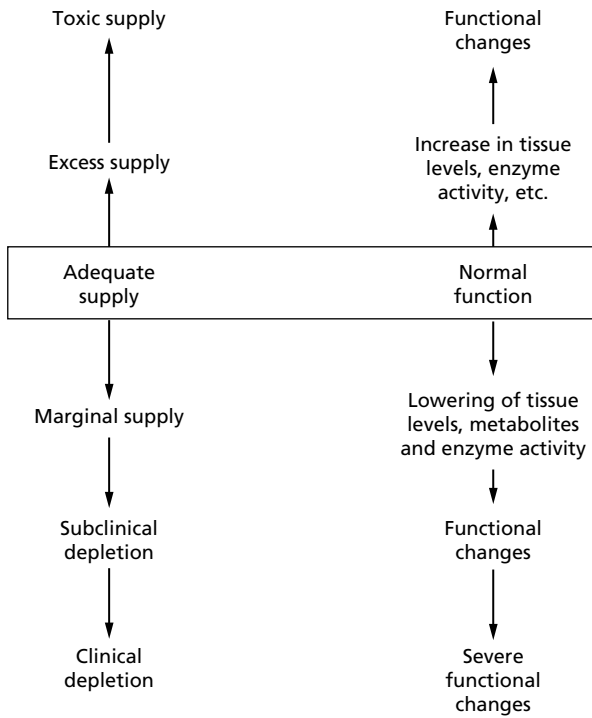 Toxic supply
Functional
changes
Excess supply
Increase in tissue
levels, enzyme
activity, etc.
Adequate
supply
Normal
function
Marginal supply
Lowering of tissue
levels, metabolites
and enzyme activity
Subclinical
depletion
Functional
changes
Clinical
depletion
Severe
functional
changes